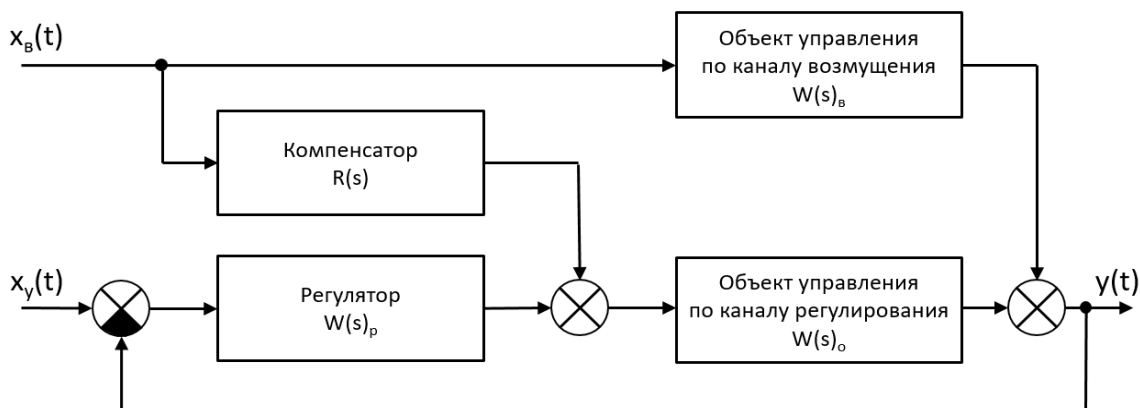 xв(t)
Объект управления
по каналу возмущения
W(s)в
Компенсатор
R(s)
xу(t)
Регулятор
W(s)р
Объект управления
по каналу регулирования
W(s)о
y(t)